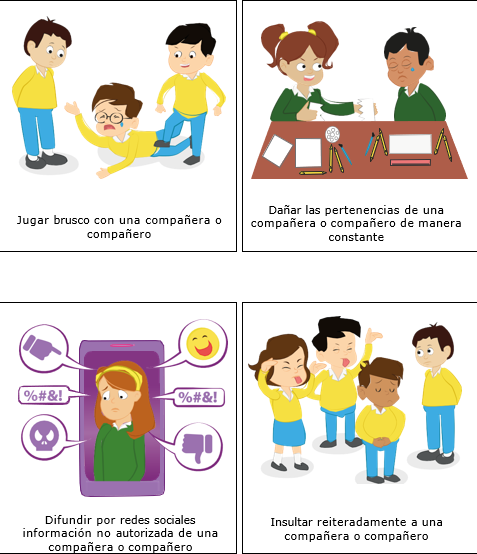 Jugar brusco con una compañera o
compañero
Dañar las pertenencias de una
compañera o compañero de manera
constante
%#&!
%#&!
Difundir por redes sociales
información no autorizada de una
compañera o compañero
Insultar reiteradamente a una
compañera o compañero